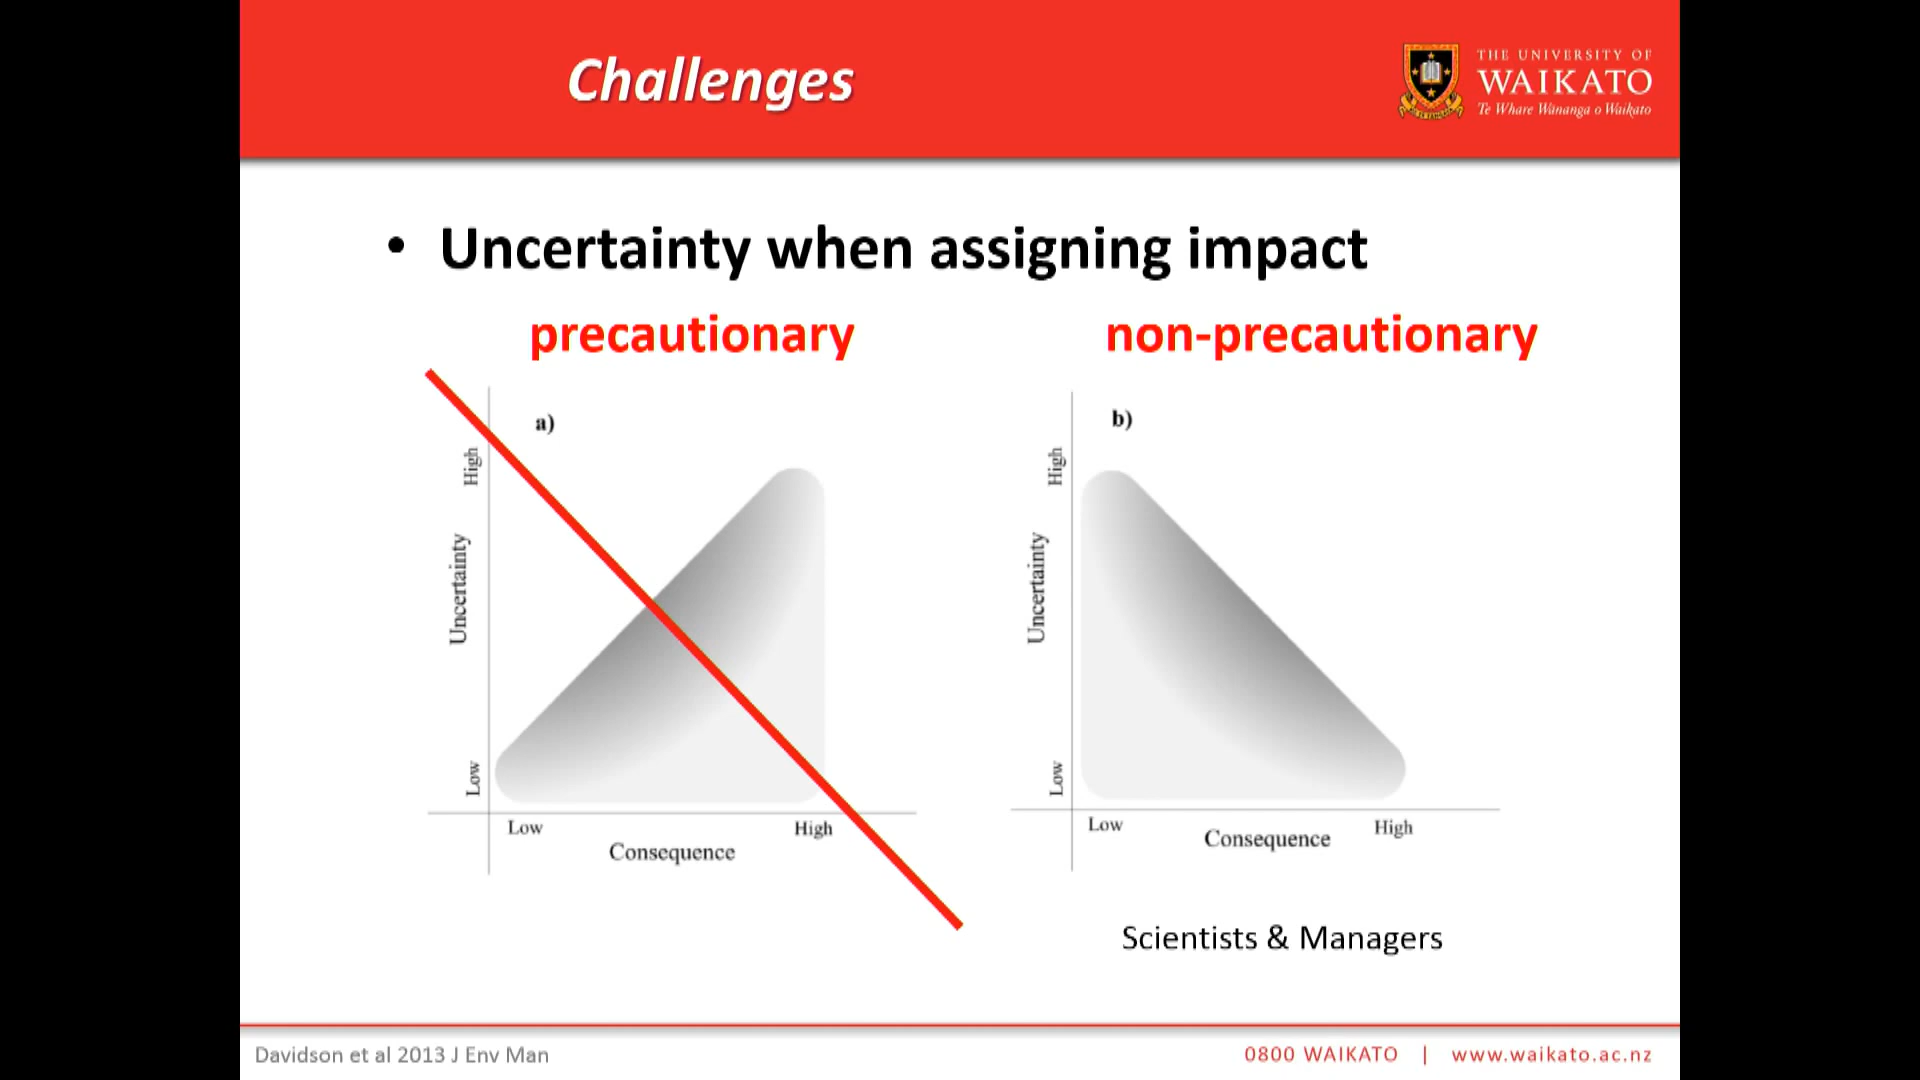 Challenges
THE UNIVERSITY OF
WAIKATO
Te Whare Wānanga o Waikato
• Uncertainty when assigning impact
precautionary
non-precautionary
a)
High
Uncertainty
Low
Low
High
Consequence
b)
High
Uncertainty
Low
Low
High
Consequence
Scientists & Managers
Davidson et al 2013 J Env Man
0800 WAIKATO | www.waikato.ac.nz